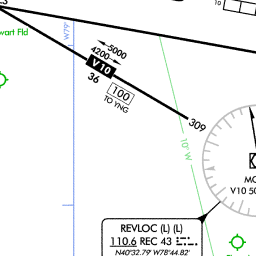 10
wart Fld
W79°
5000
4200
V10
36
100
TO YNG
309
10°W
MO
V10 50
REVLOC (L) (L)
110.6 REC 43
N40'32.79' W78'44.82'